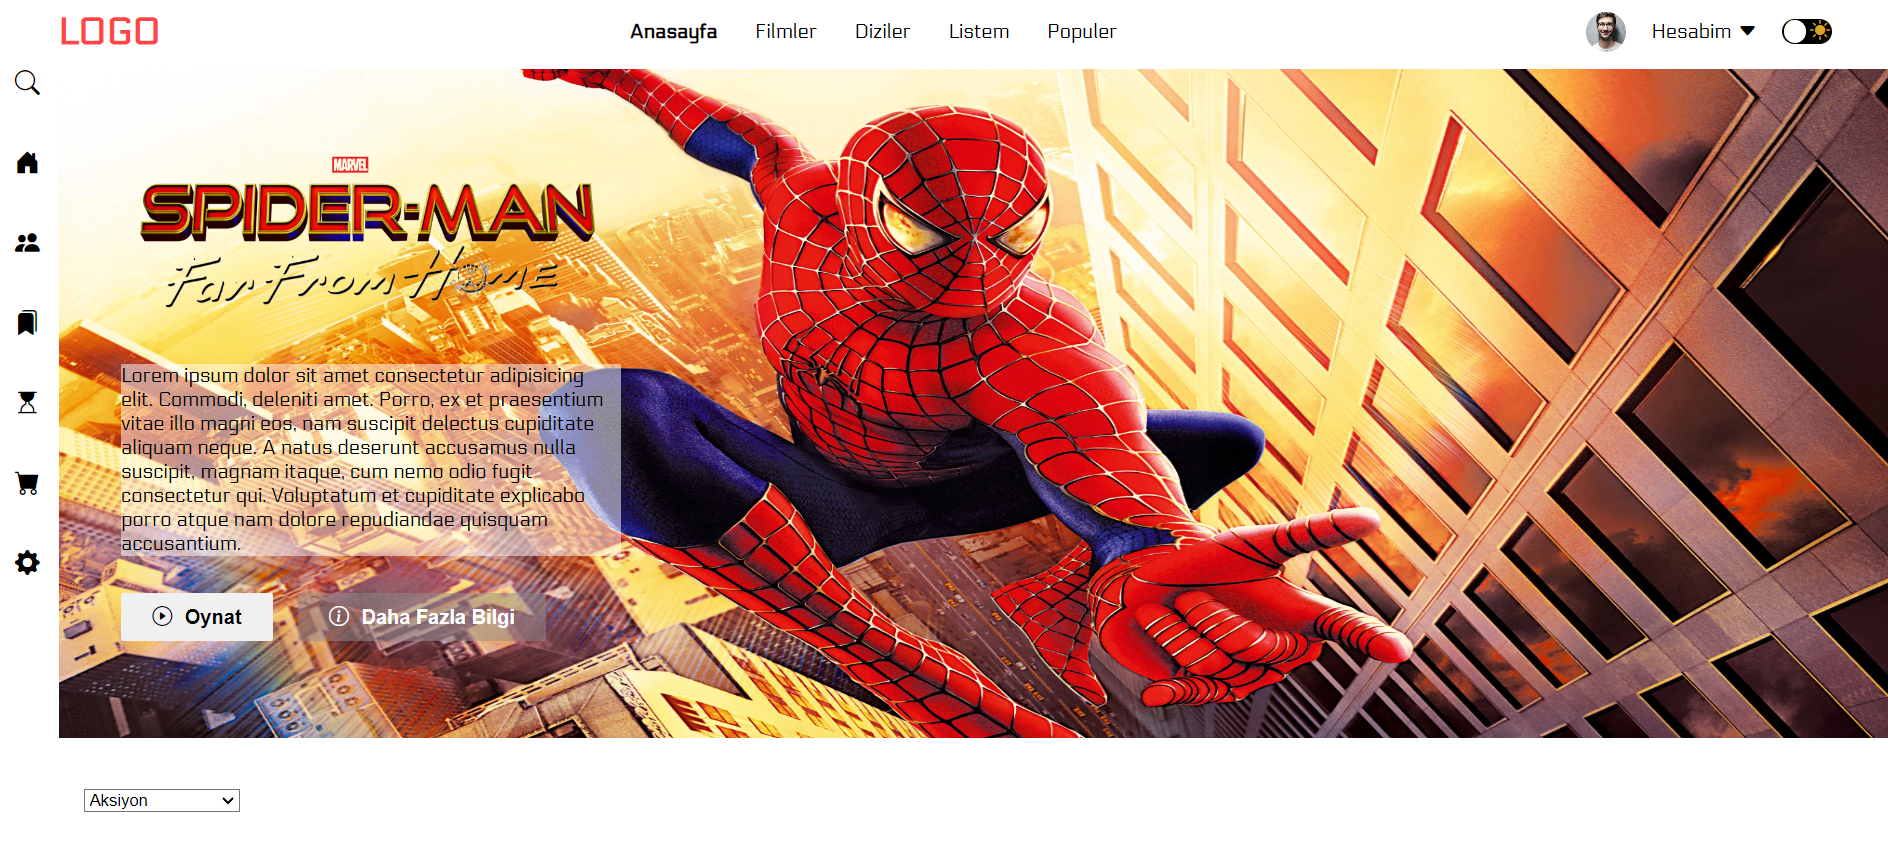 LOGO
Anasayfa
Filmler
Diziler
Listem
Populer
Hesabim
MARVEL
SPIDER-MAN
Far From Home
Lorem ipsum dolor sit amet consectetur adipisicing
elit. Commodi, deleniti amet. Porro, ex et praesentium
vitae illo magni eos, nam suscipit delectus cupiditate
aliquam neque. A natus deserunt accusamus nulla
suscipit, magnam itaque, cum nemo odio fugit
consectetur qui. Voluptatum et cupiditate explicabo
porro atque nam dolore repudiandae quisquam
accusantium.
Oynat
Daha Fazla Bilgi
Aksiyon